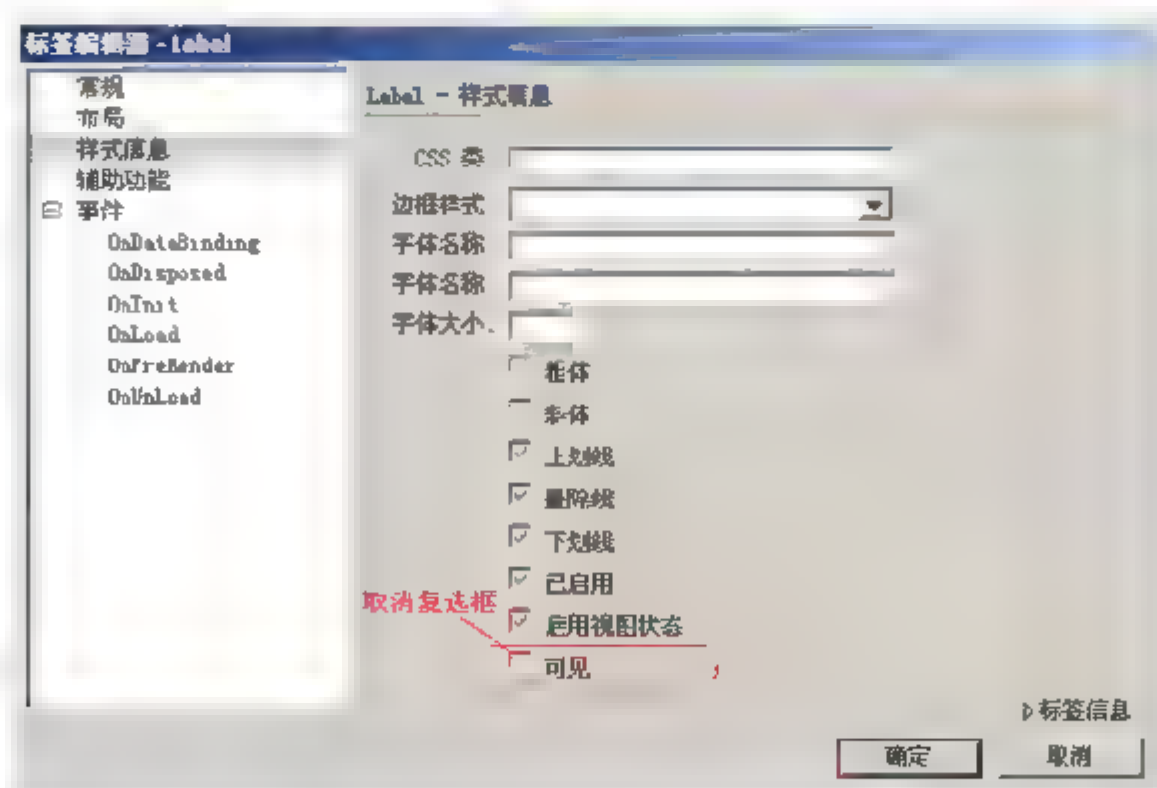 标签编辑器 - Label
常规
布局
样式信息
辅助功能
事件
OnDataBinding
OnDisposed
OnInit
OnLoad
OnPreRender
OnUnLoad
Label - 样式信息
CSS 类
边框样式
字体名称
字体名称
字体大小
粗体
斜体
上划线
删除线
下划线
已启用
启用视图状态
取消复选框
可见
标签信息
确定
取消